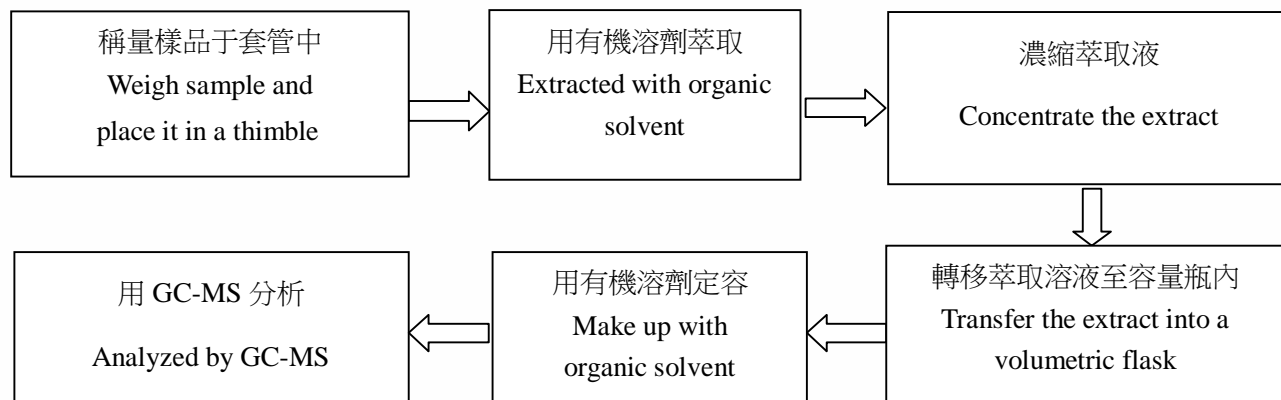 稱量樣品于套管中
Weigh sample and
place it in a thimble
用有機溶劑萃取
Extracted with organic
solvent
濃縮萃取液
Concentrate the extract
轉移萃取溶液至容量瓶內
Transfer the extract into a
volumetric flask
用有機溶劑定容
Make up with
organic solvent
用 GC-MS 分析
Analyzed by GC-MS